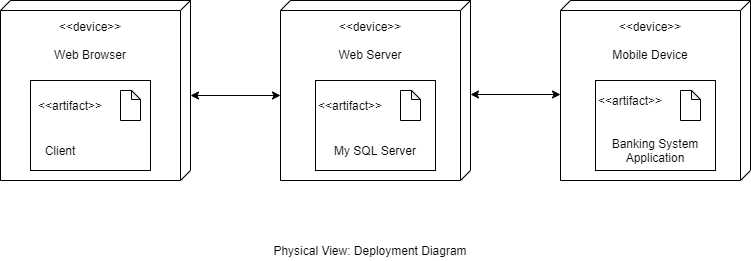 <<device>>
Web Browser
<<artifact>>
Client
<<device>>
Web Server
<<artifact>>
My SQL Server
<<device>>
Mobile Device
<<artifact>>
Banking System
Application
Physical View: Deployment Diagram